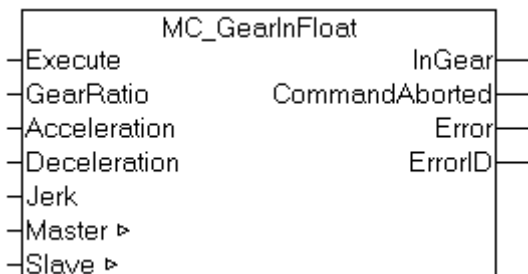 MC_GearInFloat
Execute InGear
GearRatio CommandAborted
Acceleration Error
Deceleration ErrorID
Jerk
Master ▹
Slave ▹